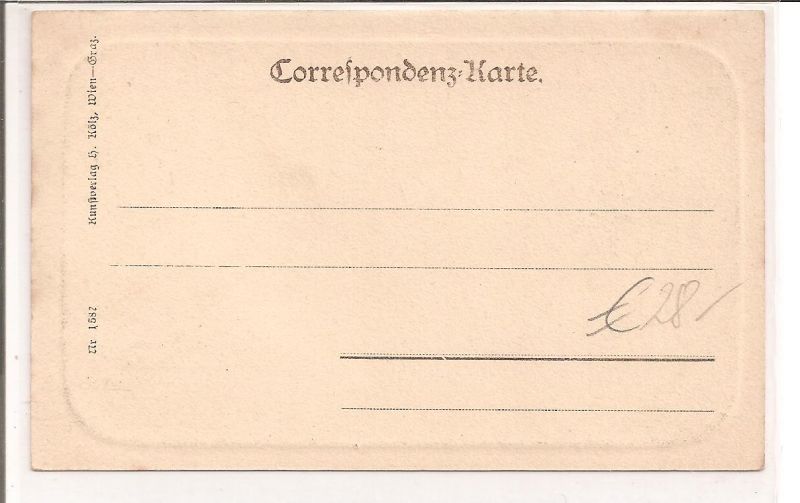 Correspondenz-Karte.
Kunstverlag H. Kölz, Wien—Graz.
Nr 1582
€ 28-